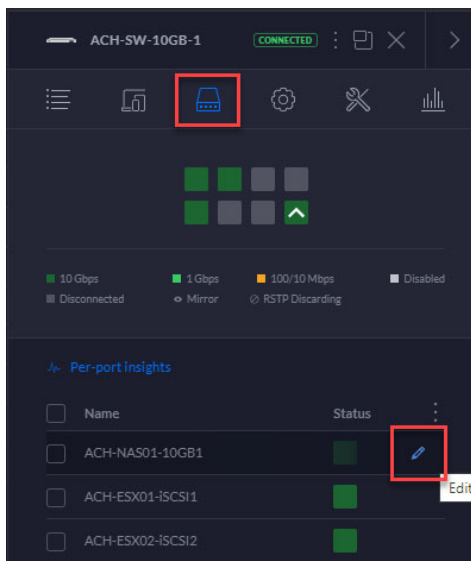 ACH-SW-10GB-1 CONNECTED
10 Gbps 1 Gbps 100/10 Mbps Disabled
Disconnected Mirror RSTP Discarding
Per-port insights
Name Status
ACH-NAS01-10GB1
Edit
ACH-ESX01-iSCSI1
ACH-ESX02-iSCSI2